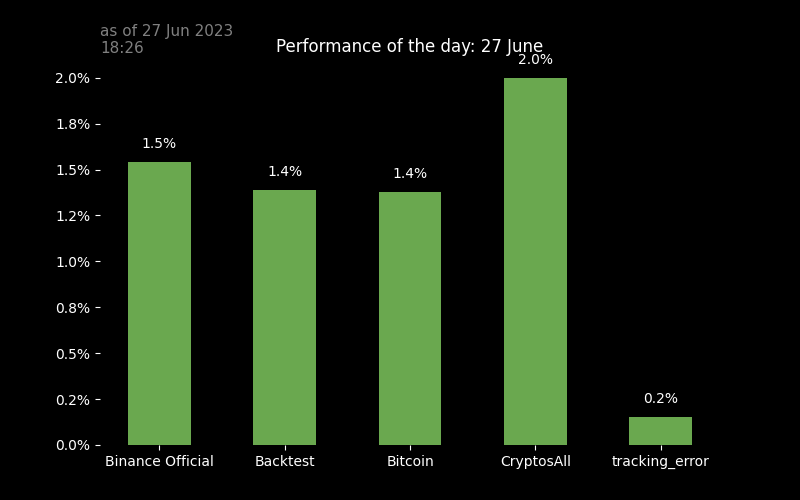 as of 27 Jun 2023
18:26
Performance of the day: 27 June
2.0%
1.8%
1.5%
1.2%
1.0%
0.8%
0.5%
0.2%
0.0%
1.5%
1.4%
1.4%
2.0%
0.2%
Binance Official
Backtest
Bitcoin
CryptosAll
tracking_error